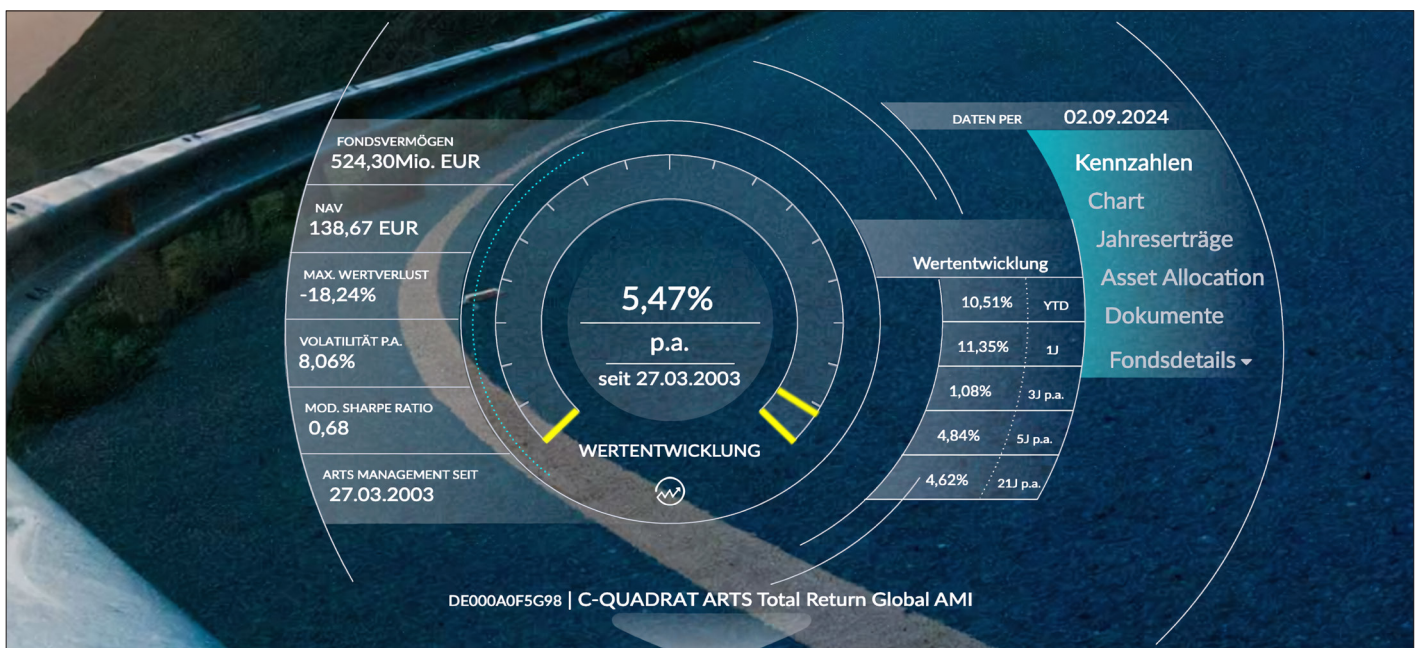 FONDSVERMÖGEN
524,30Mio. EUR
NAV
138,67 EUR
MAX. WERTVERLUST
-18,24%
VOLATILITÄT P.A.
8,06%
MOD. SHARPE RATIO
0,68
ARTS MANAGEMENT SEIT
27.03.2003
5,47%
p.a.
seit 27.03.2003
WERTENTWICKLUNG
DATEN PER 02.09.2024
Kennzahlen
Chart
Jahreserträge
Asset Allocation
Dokumente
Fondsdetails
Wertentwicklung
10,51% YTD
11,35% 1J
1,08% 3J p.a.
4,84% 5J p.a.
4,62% 21J p.a.
DE000A0F5G98 | C-QUADRAT ARTS Total Return Global AMI